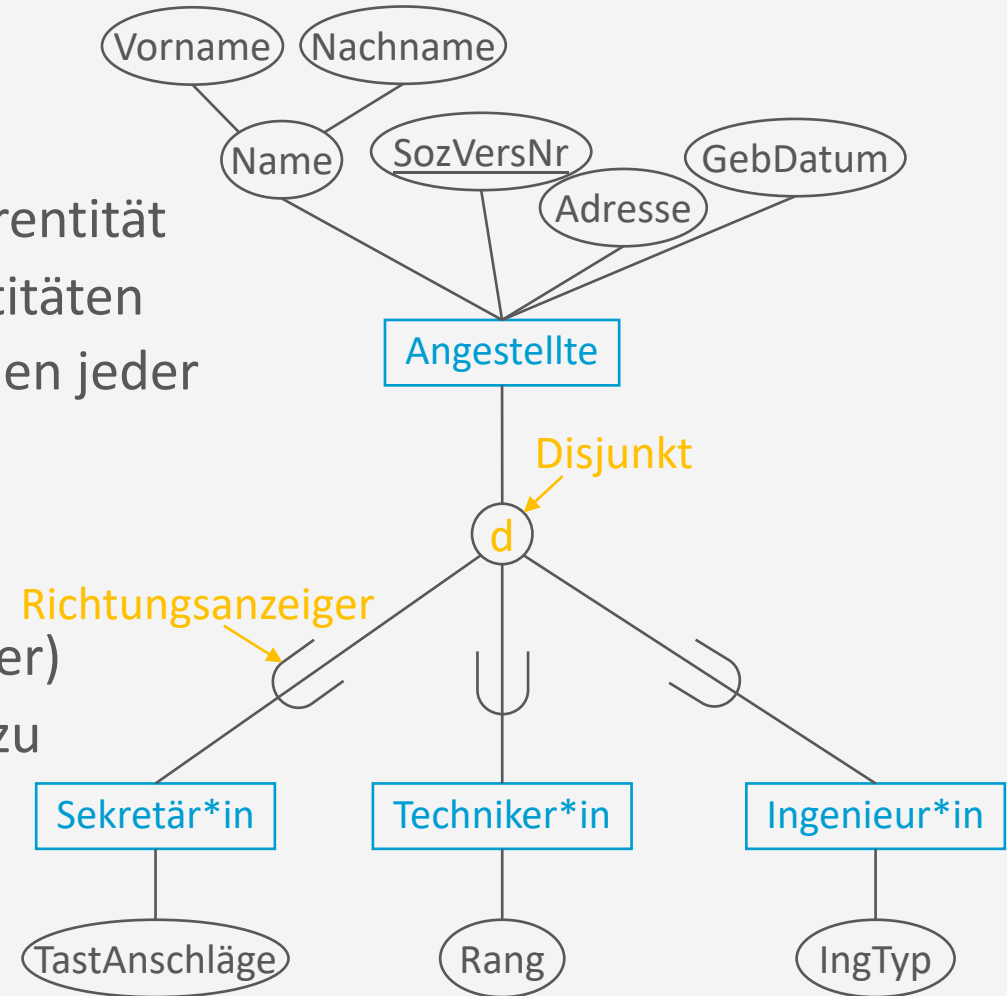 Vorname Nachname
Name SozVersNr GebDatum
Adresse
rentität
titäten
Angestellte
en jeder
Disjunkt
d
Richtungsanzeiger
er)
zu
Sekretär*in Techniker*in Ingenieur*in
TastAnschläge Rang IngTyp